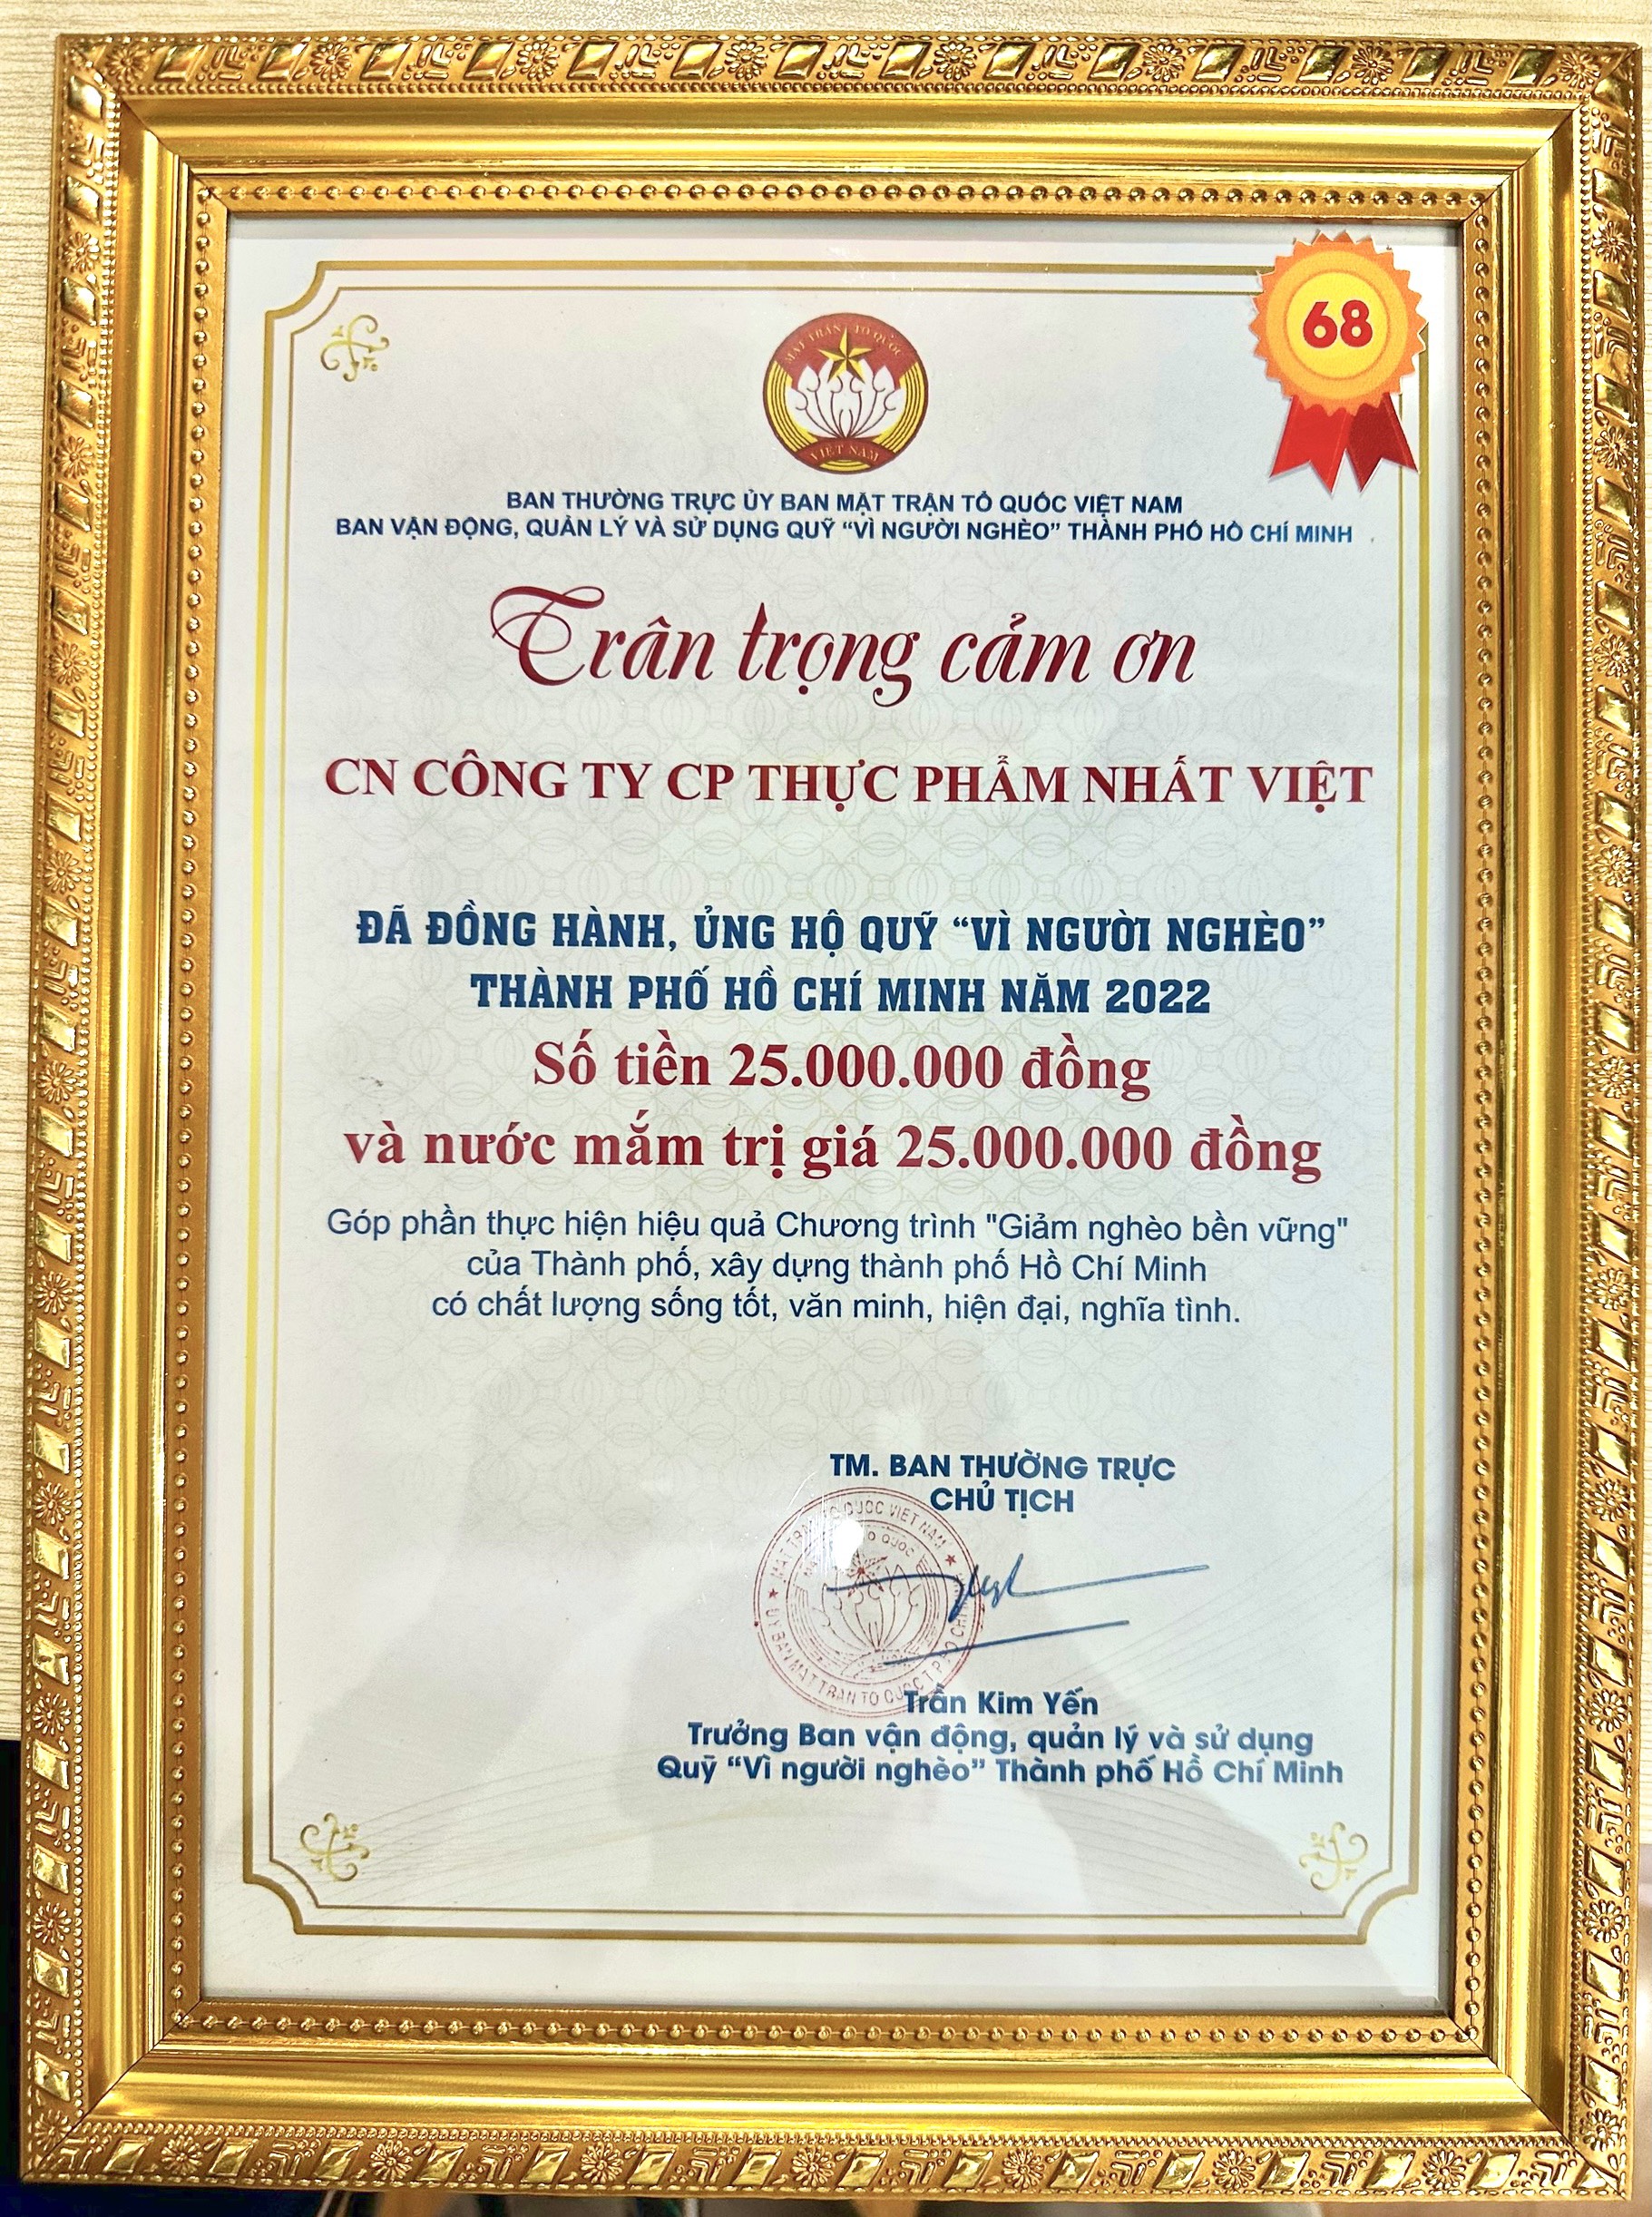 68
MẶT TRẬN TỔ QUỐC
VIỆT NAM
BAN THƯỜNG TRỰC ỦY BAN MẶT TRẬN TỔ QUỐC VIỆT NAM
BAN VẬN ĐỘNG, QUẢN LÝ VÀ SỬ DỤNG QUỸ “VÌ NGƯỜI NGHÈO” THÀNH PHỐ HỒ CHÍ MINH
Trân trọng cảm ơn
CN CÔNG TY CP THỰC PHẨM NHẤT VIỆT
ĐÃ ĐỒNG HÀNH, ỦNG HỘ QUỸ “VÌ NGƯỜI NGHÈO”
THÀNH PHỐ HỒ CHÍ MINH NĂM 2022
Số tiền 25.000.000 đồng
và nước mắm trị giá 25.000.000 đồng
Góp phần thực hiện hiệu quả Chương trình "Giảm nghèo bền vững"
của Thành phố, xây dựng thành phố Hồ Chí Minh
có chất lượng sống tốt, văn minh, hiện đại, nghĩa tình.
TM. BAN THƯỜNG TRỰC
CHỦ TỊCH
Trần Kim Yến
Trưởng Ban vận động, quản lý và sử dụng
Quỹ “Vì người nghèo” Thành phố Hồ Chí Minh